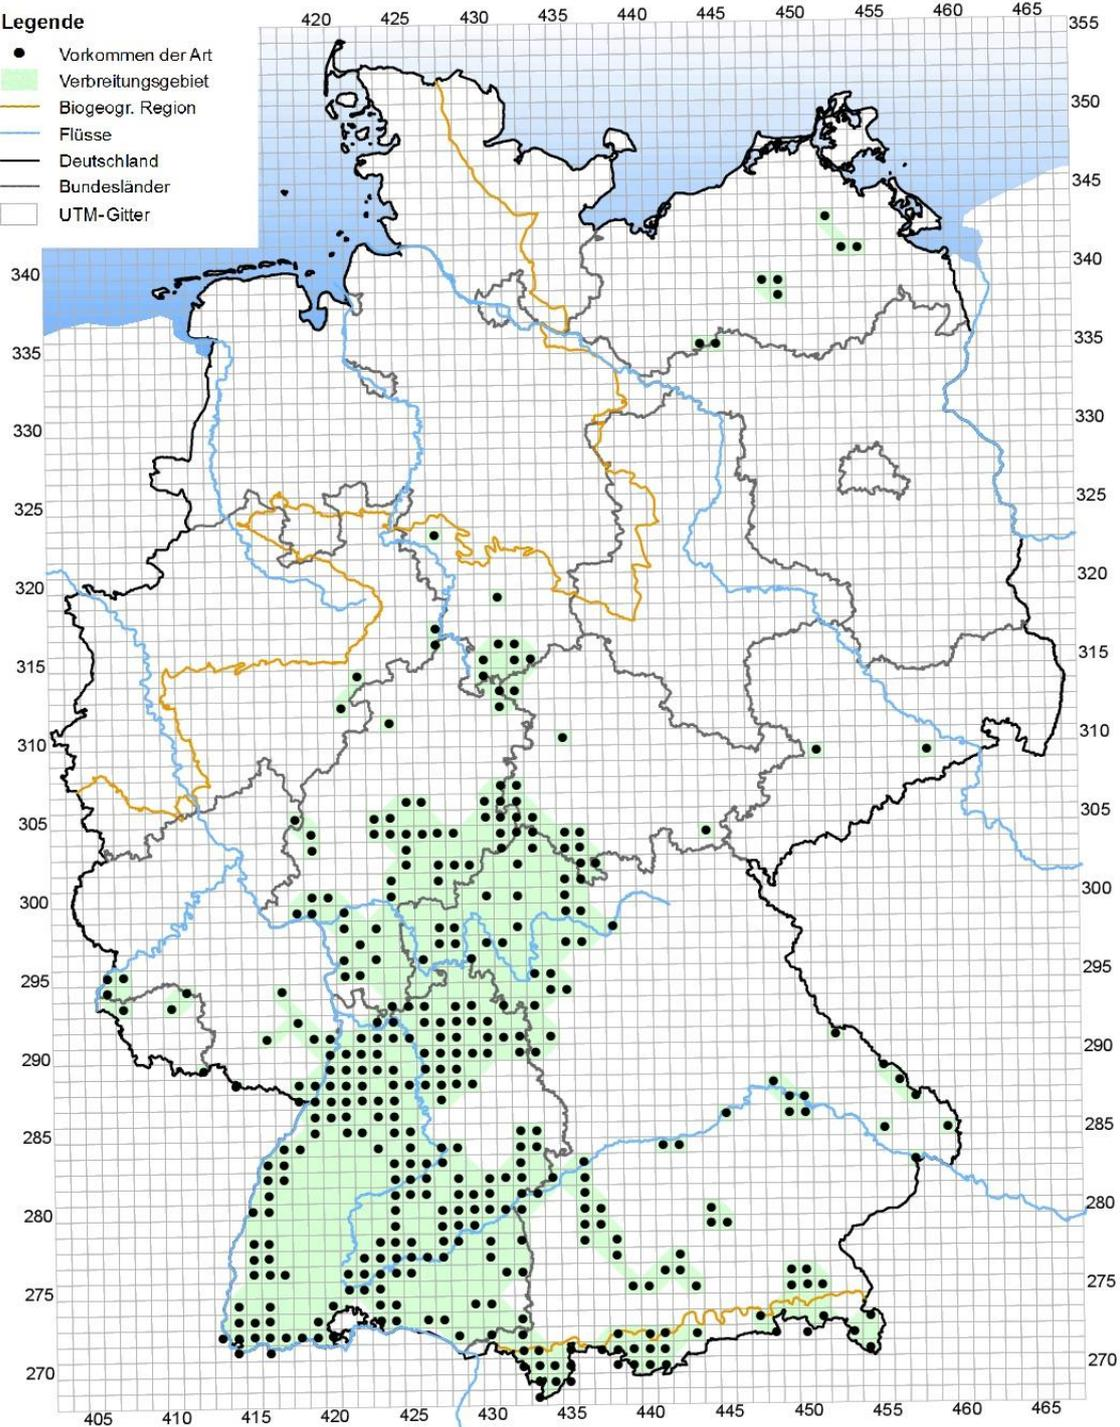 420 425 430 435 440 445 450 455 460 465
355
Legende
Vorkommen der Art
Verbreitungsgebiet
Biogeogr. Region
Flüsse
Deutschland
Bundesländer
UTM-Gitter
350
345
340 340
335 335
330 330
325 325
320 320
315 315
310 310
305 305
300 300
295 295
290 290
285 285
280 280
275 275
270 270
405 410 415 420 425 430 435 440 445 450 455 460 465